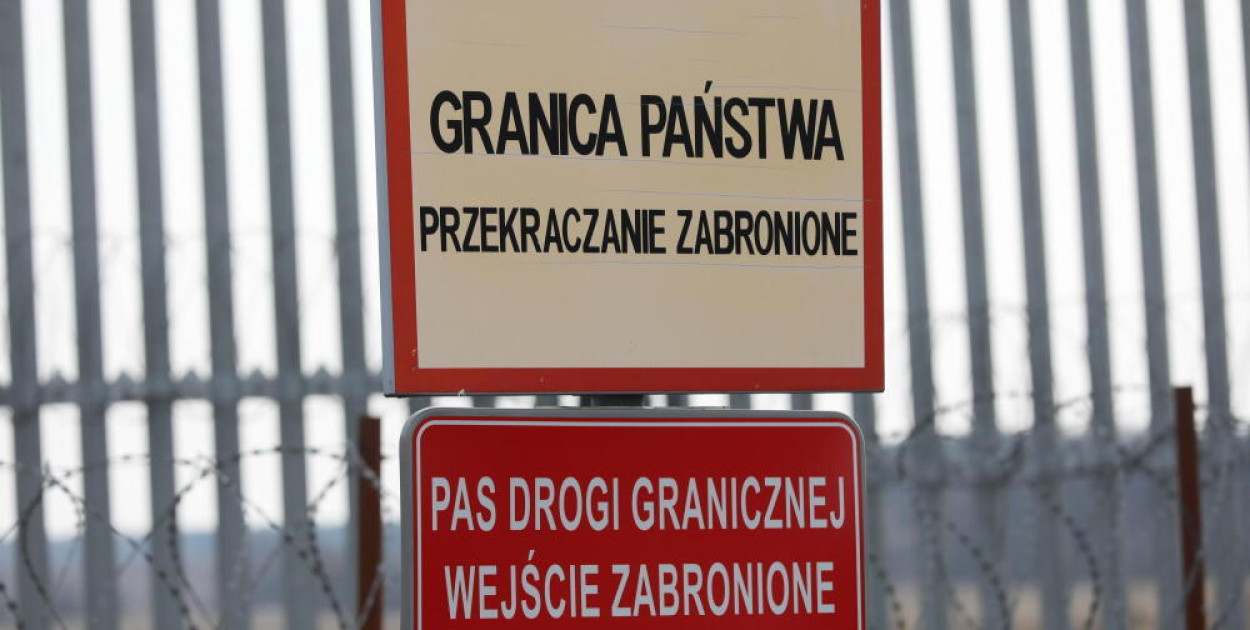 GRANICA PAŃSTWA
PRZEKRACZANIE ZABRONIONE
PAS DROGI GRANICZNEJ
WEJŚCIE ZABRONIONE